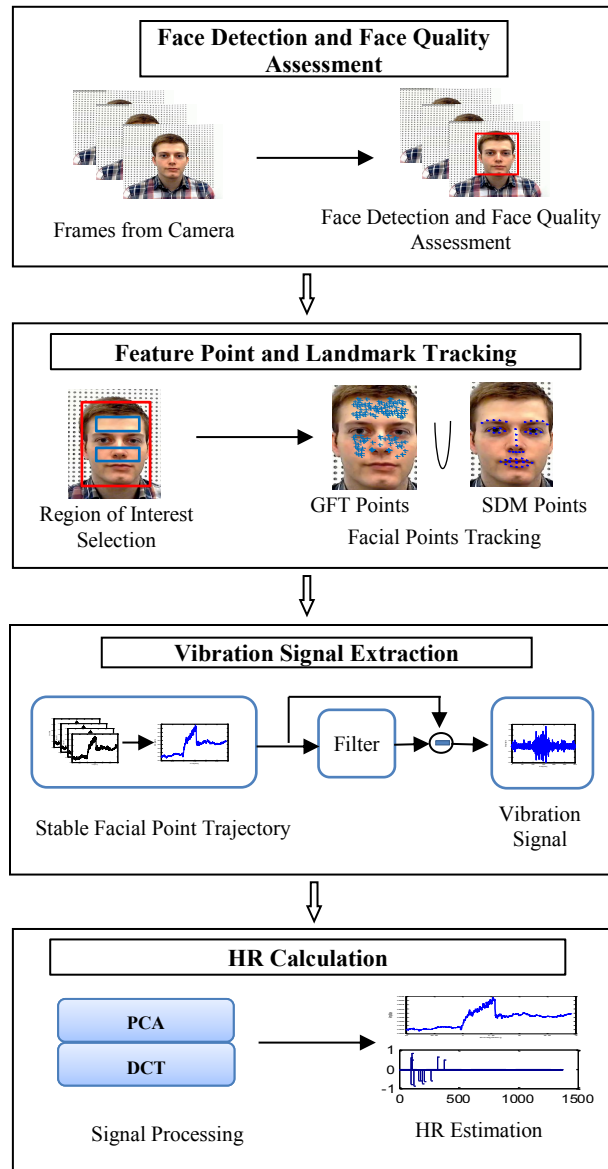 Face Detection and Face Quality
Assessment
Frames from Camera
Face Detection and Face Quality
Assessment
Feature Point and Landmark Tracking
Region of Interest
Selection
GFT Points
SDM Points
Facial Points Tracking
Vibration Signal Extraction
Filter
Stable Facial Point Trajectory
Vibration
Signal
HR Calculation
PCA
DCT
1
0
-1
0 500 1000 1500
Signal Processing
HR Estimation